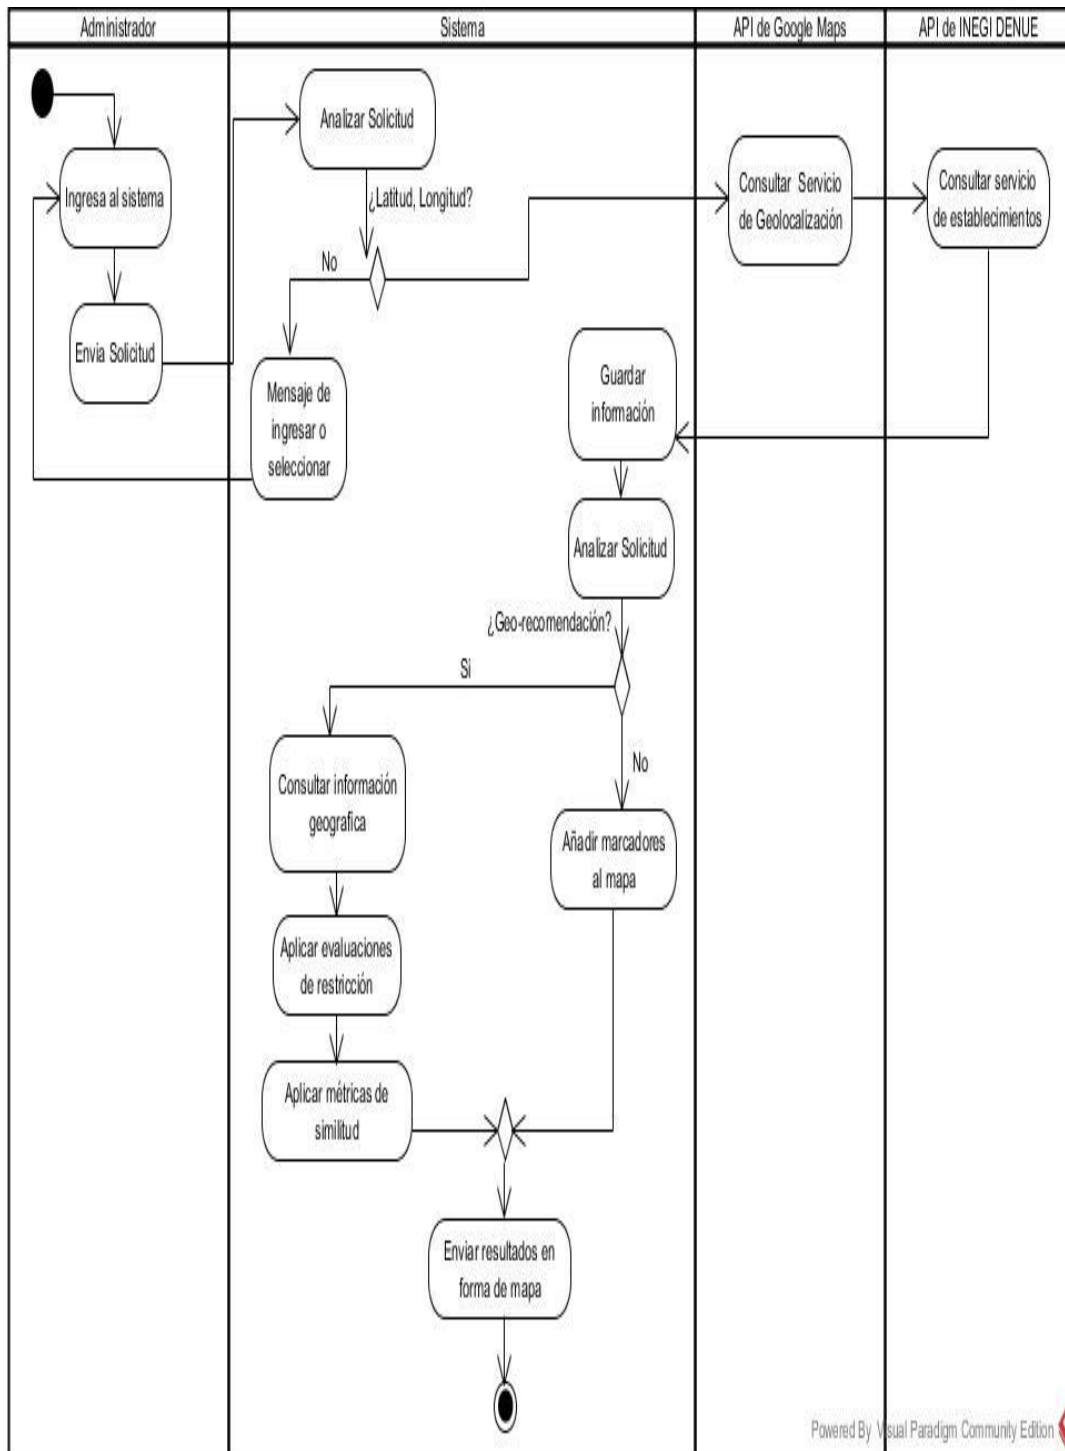 Administrador
Sistema
API de Google Maps
API de INEGI DENUE
Analizar Solicitud
Ingresa al sistema
¿Latitud, Longitud?
Consultar Servicio
de Geolocalización
Consultar servicio
de establecimientos
No
Envia Solicitud
Mensaje de
ingresar o
seleccionar
Guardar
información
Analizar Solicitud
¿Geo-recomendación?
Si
No
Consultar información
geografica
Añadir marcadores
al mapa
Aplicar evaluaciones
de restricción
Aplicar métricas de
similitud
Enviar resultados en
forma de mapa
Powered By Visual Paradigm Community Edition